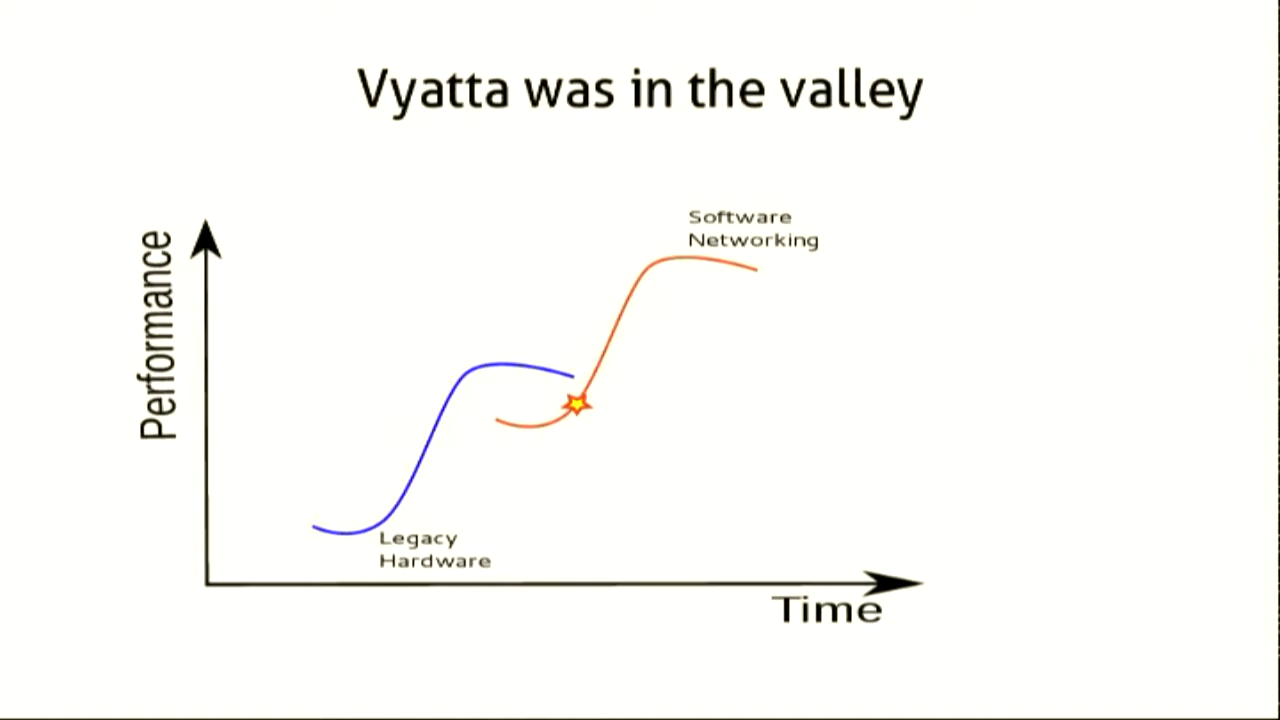 Vyatta was in the valley
Software
Networking
Performance
Legacy
Hardware
Time